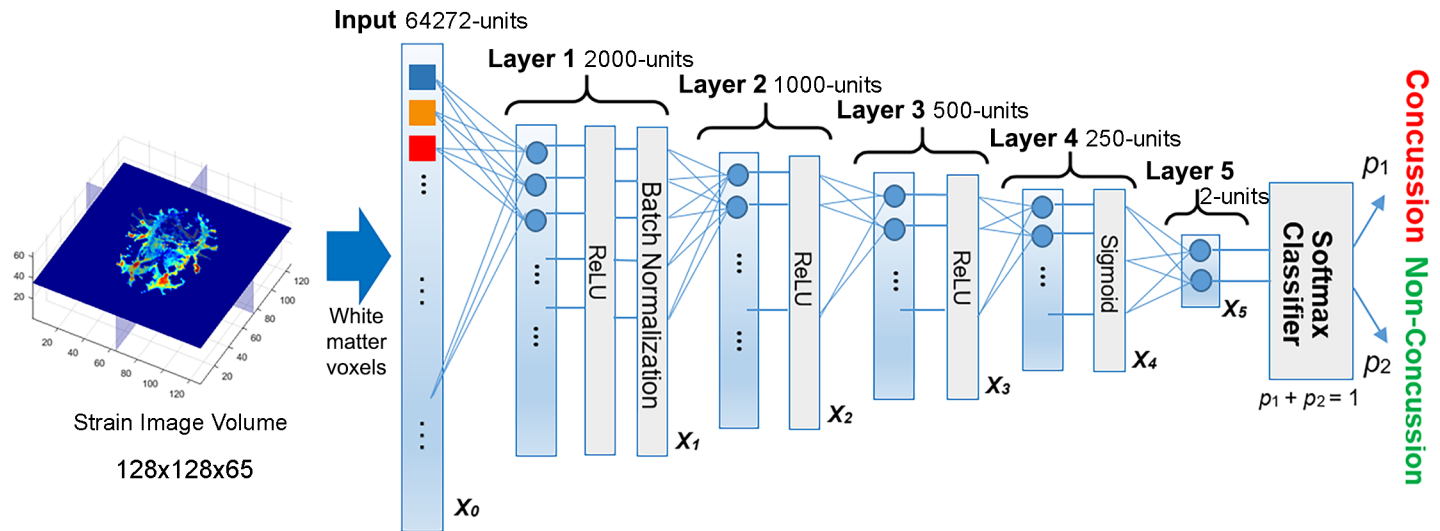 Input 64272-units
Layer 1 2000-units
Layer 2 1000-units
Layer 3 500-units
Layer 4 250-units
Layer 5
2-units
60
40
20
20
40
60
80
100
120
20
40
60
80
100
120
Strain Image Volume
128x128x65
White
matter
voxels
...
...
...
X0
...
...
ReLU
Batch Normalization
X1
...
...
ReLU
X2
...
ReLU
X3
...
Sigmoid
X4
X5
Softmax
Classifier
p1 + p2 = 1
p1
p2
Concussion Non-Concussion